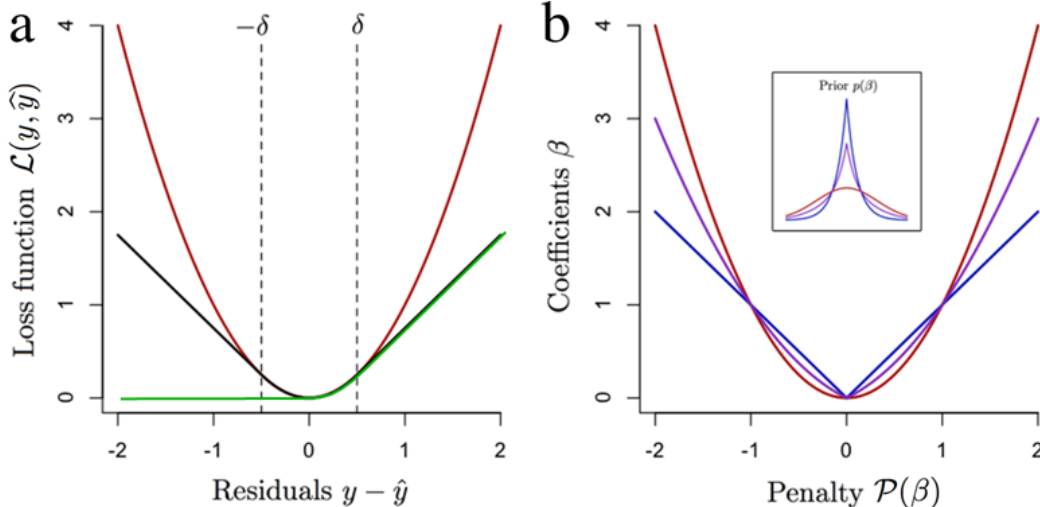 a
−δ
δ
4
3
2
1
0
Loss function ℒ(y, ŷ)
-2
-1
0
1
2
Residuals y − ŷ
b
4
3
2
1
0
Coefficients β
Prior p(β)
-2
-1
0
1
2
Penalty 𝒫(β)